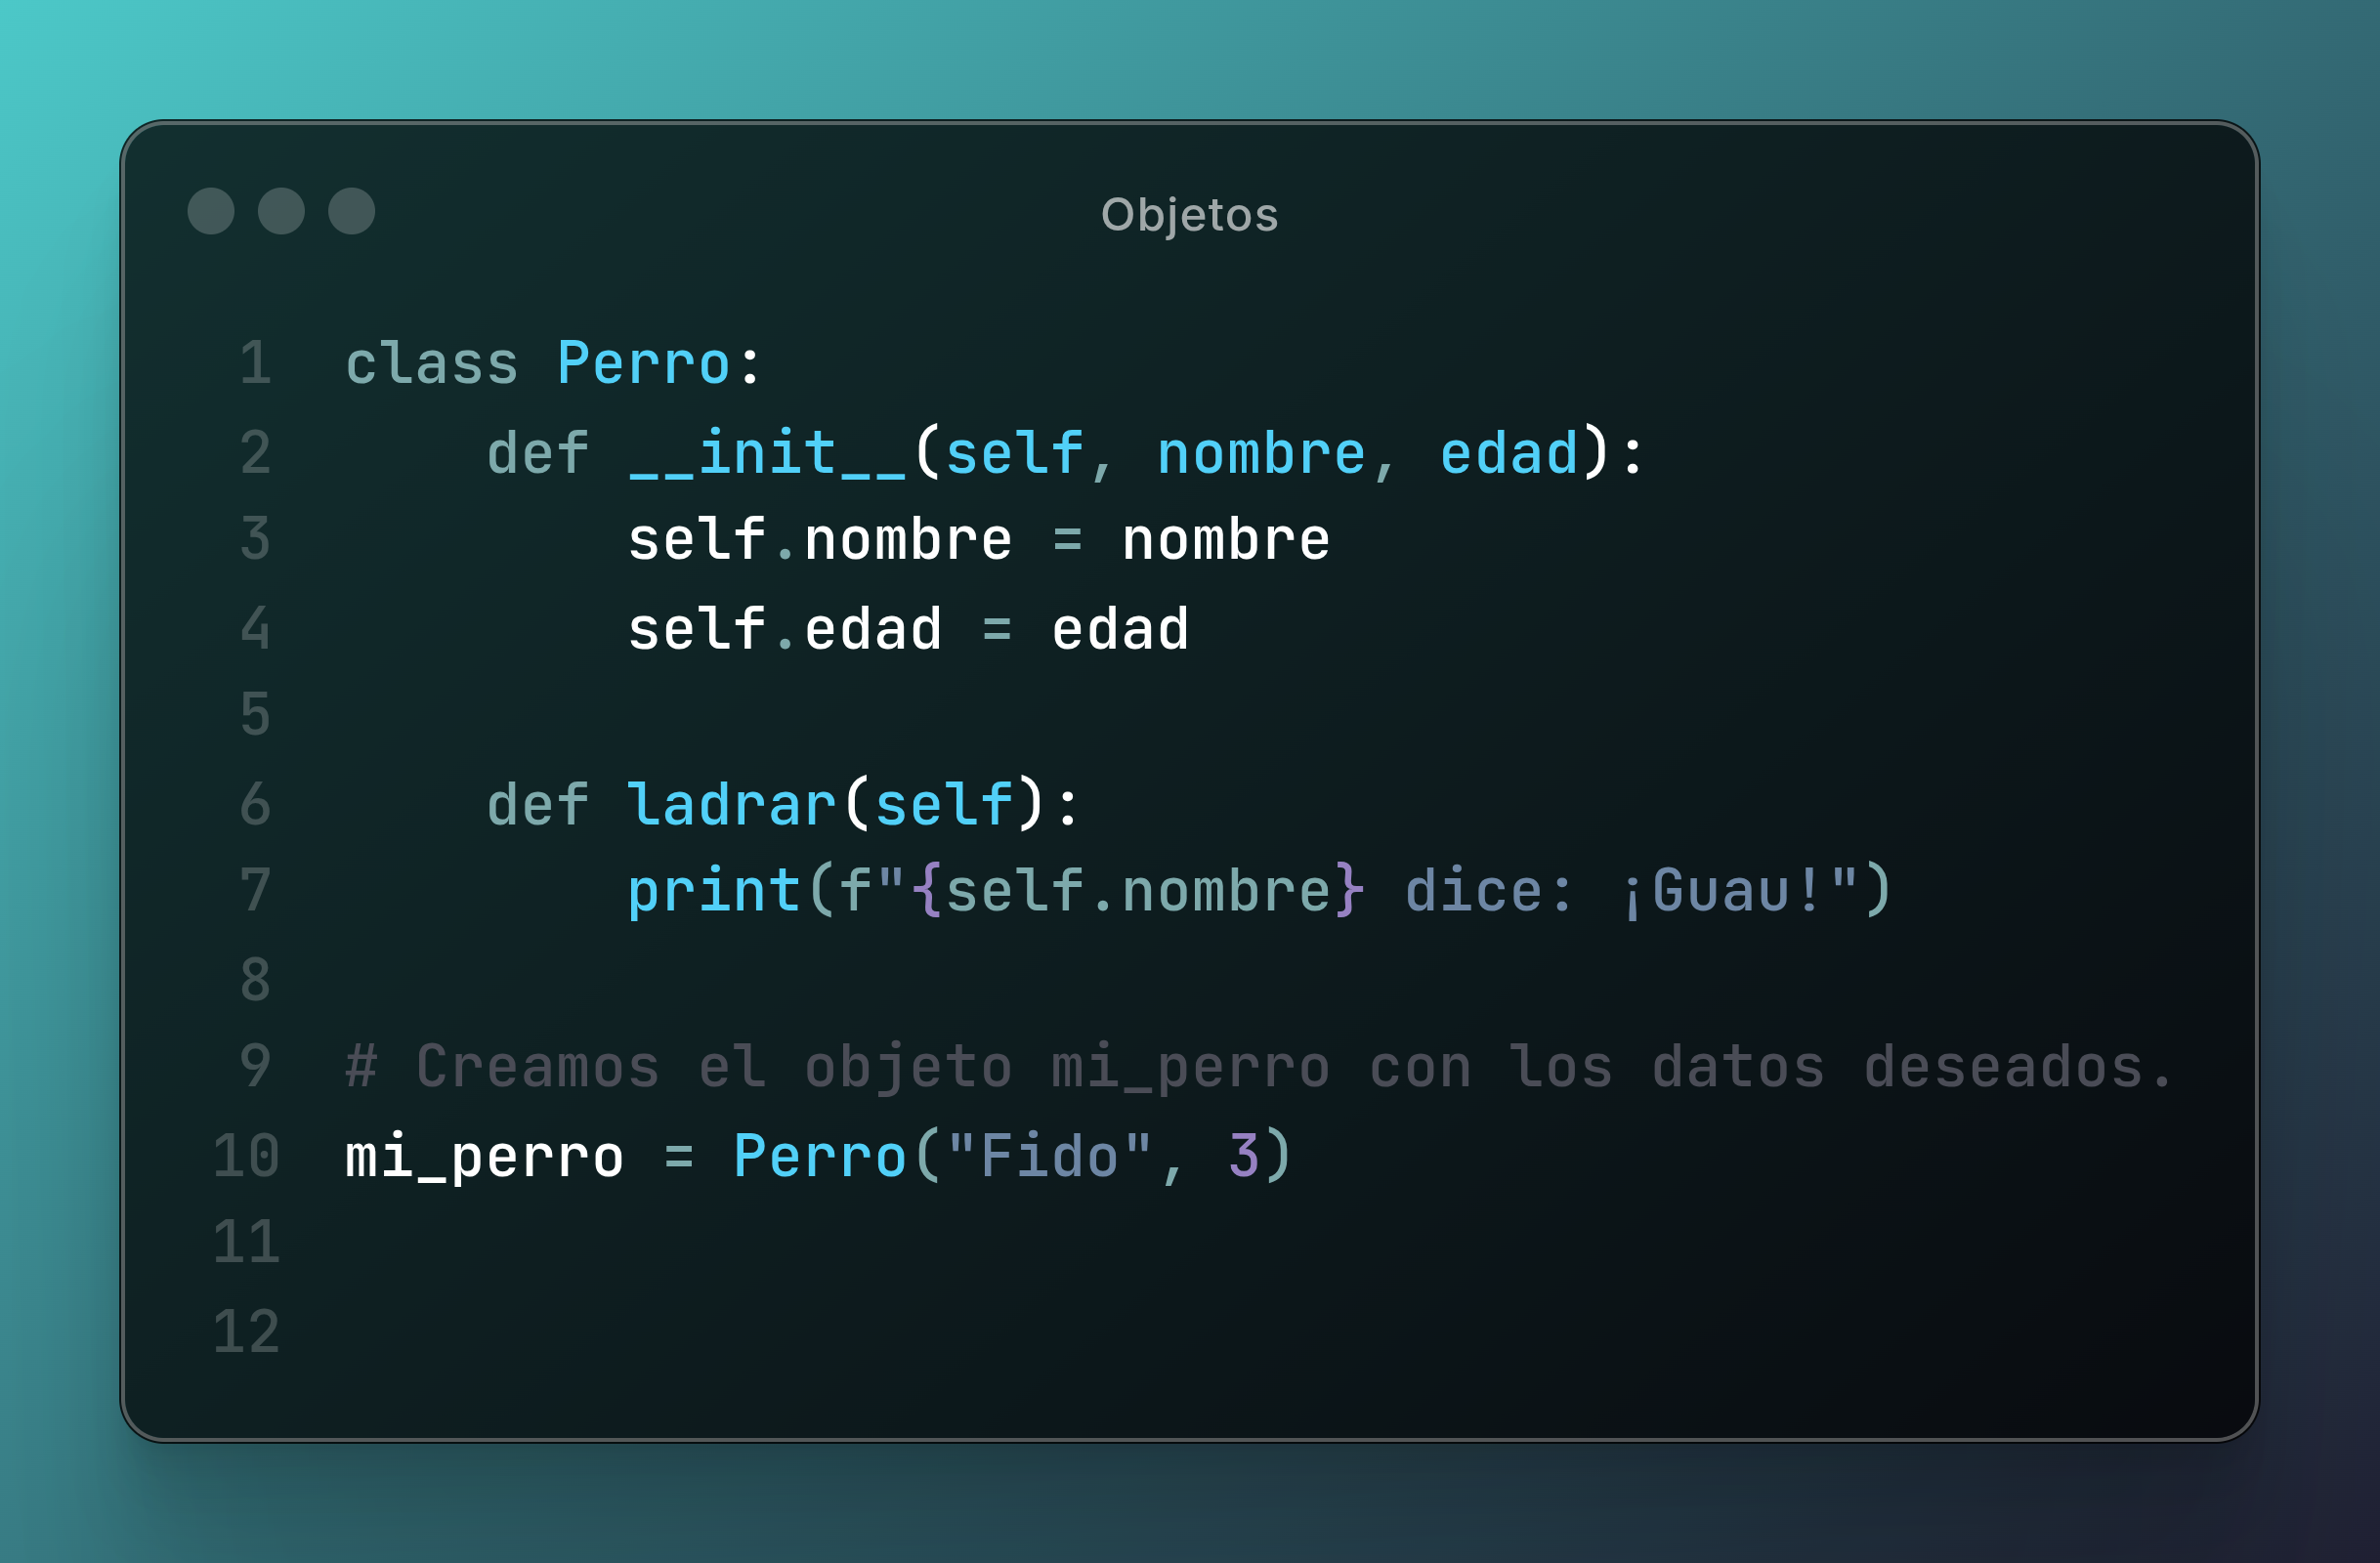 Objetos
1 class Perro:
2     def __init__(self, nombre, edad):
3         self.nombre = nombre
4         self.edad = edad
5
6     def ladrar(self):
7         print(f"{self.nombre} dice: ¡Guau!")
8
9 # Creamos el objeto mi_perro con los datos deseados.
10 mi_perro = Perro("Fido", 3)
11
12